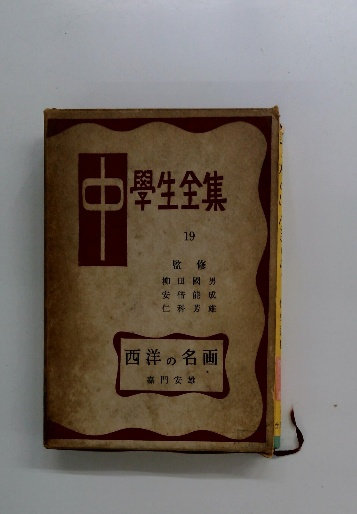 中學生全集
19
監修
柳田國男
安倍能成
仁科芳雄
西洋の名画
嘉門安雄